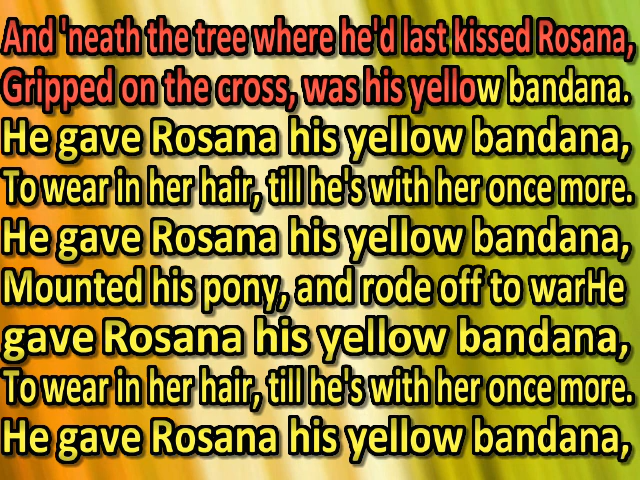 And 'neath the tree where he'd last kissed Rosana,
Gripped on the cross, was his yellow bandana.
He gave Rosana his yellow bandana,
To wear in her hair, till he's with her once more.
He gave Rosana his yellow bandana,
Mounted his pony, and rode off to warHe
gave Rosana his yellow bandana,
To wear in her hair, till he's with her once more.
He gave Rosana his yellow bandana,